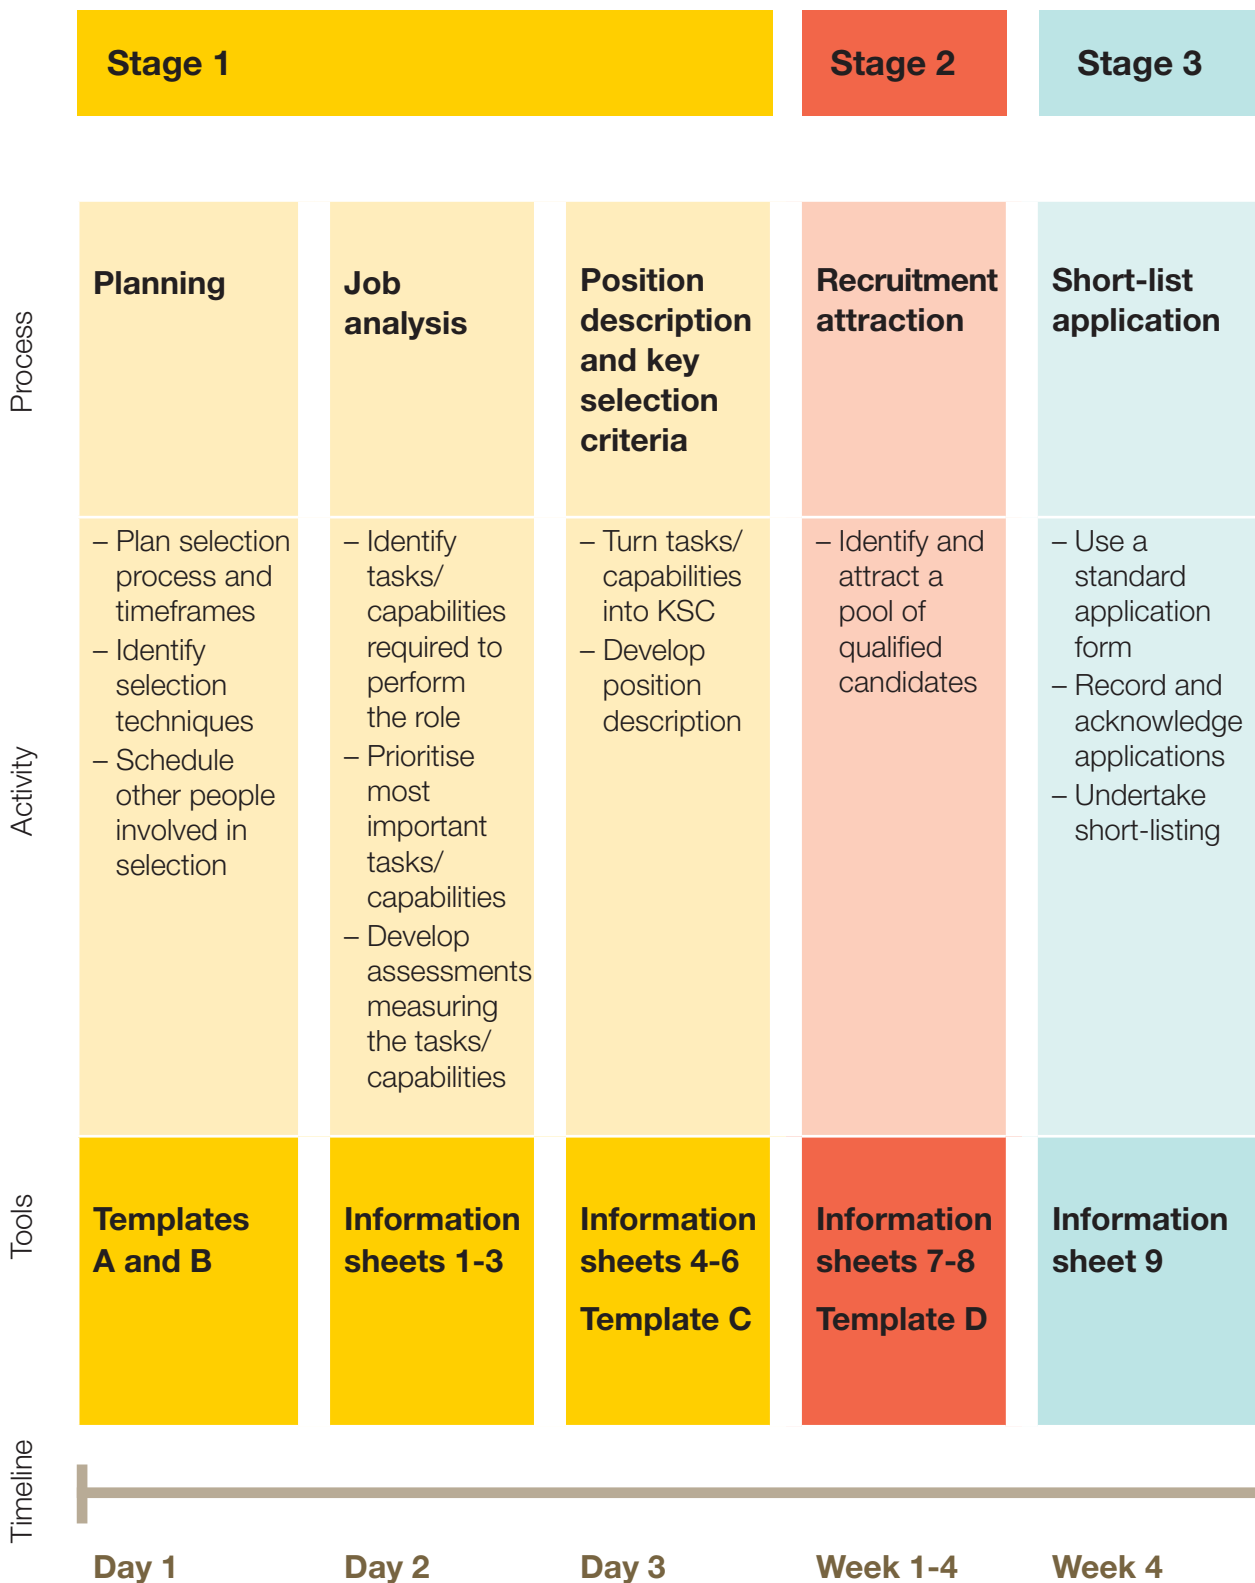 Stage 1
Stage 2
Stage 3
Process
Planning
Job
analysis
Position
description
and key
selection
criteria
Recruitment
attraction
Short-list
application
Activity
– Plan selection
process and
timeframes
– Identify
selection
techniques
– Schedule
other people
involved in
selection
– Identify
tasks/
capabilities
required to
perform
the role
– Prioritise
most
important
tasks/
capabilities
– Develop
assessments
measuring
the tasks/
capabilities
– Turn tasks/
capabilities
into KSC
– Develop
position
description
– Identify and
attract a
pool of
qualified
candidates
– Use a
standard
application
form
– Record and
acknowledge
applications
– Undertake
short-listing
Tools
Templates
A and B
Information
sheets 1-3
Information
sheets 4-6
Template C
Information
sheets 7-8
Template D
Information
sheet 9
Timeline
Day 1
Day 2
Day 3
Week 1-4
Week 4